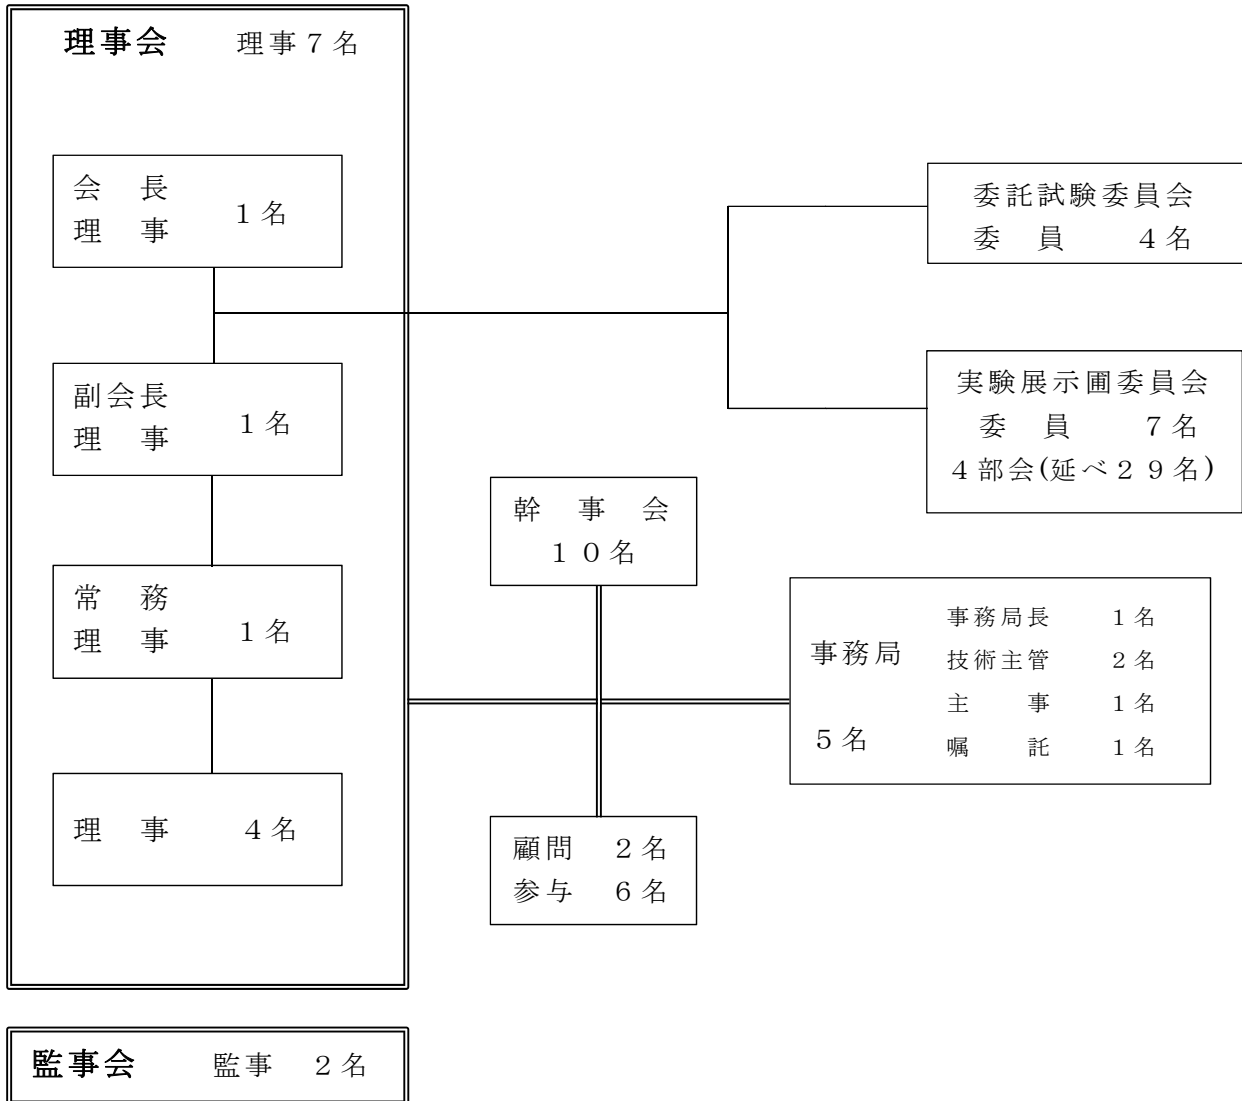 理事会 理事７名
会 長
理 事 １名
副会長
理 事 １名
常 務
理 事 １名
理 事 ４名
委託試験委員会
委 員 ４名
実験展示圃委員会
委 員 ７名
４部会(延べ２９名)
幹 事 会
１０名
事務局
５名
事務局長 １名
技術主管 ２名
主 事 １名
嘱 託 １名
顧問 ２名
参与 ６名
監事会 監事 ２名